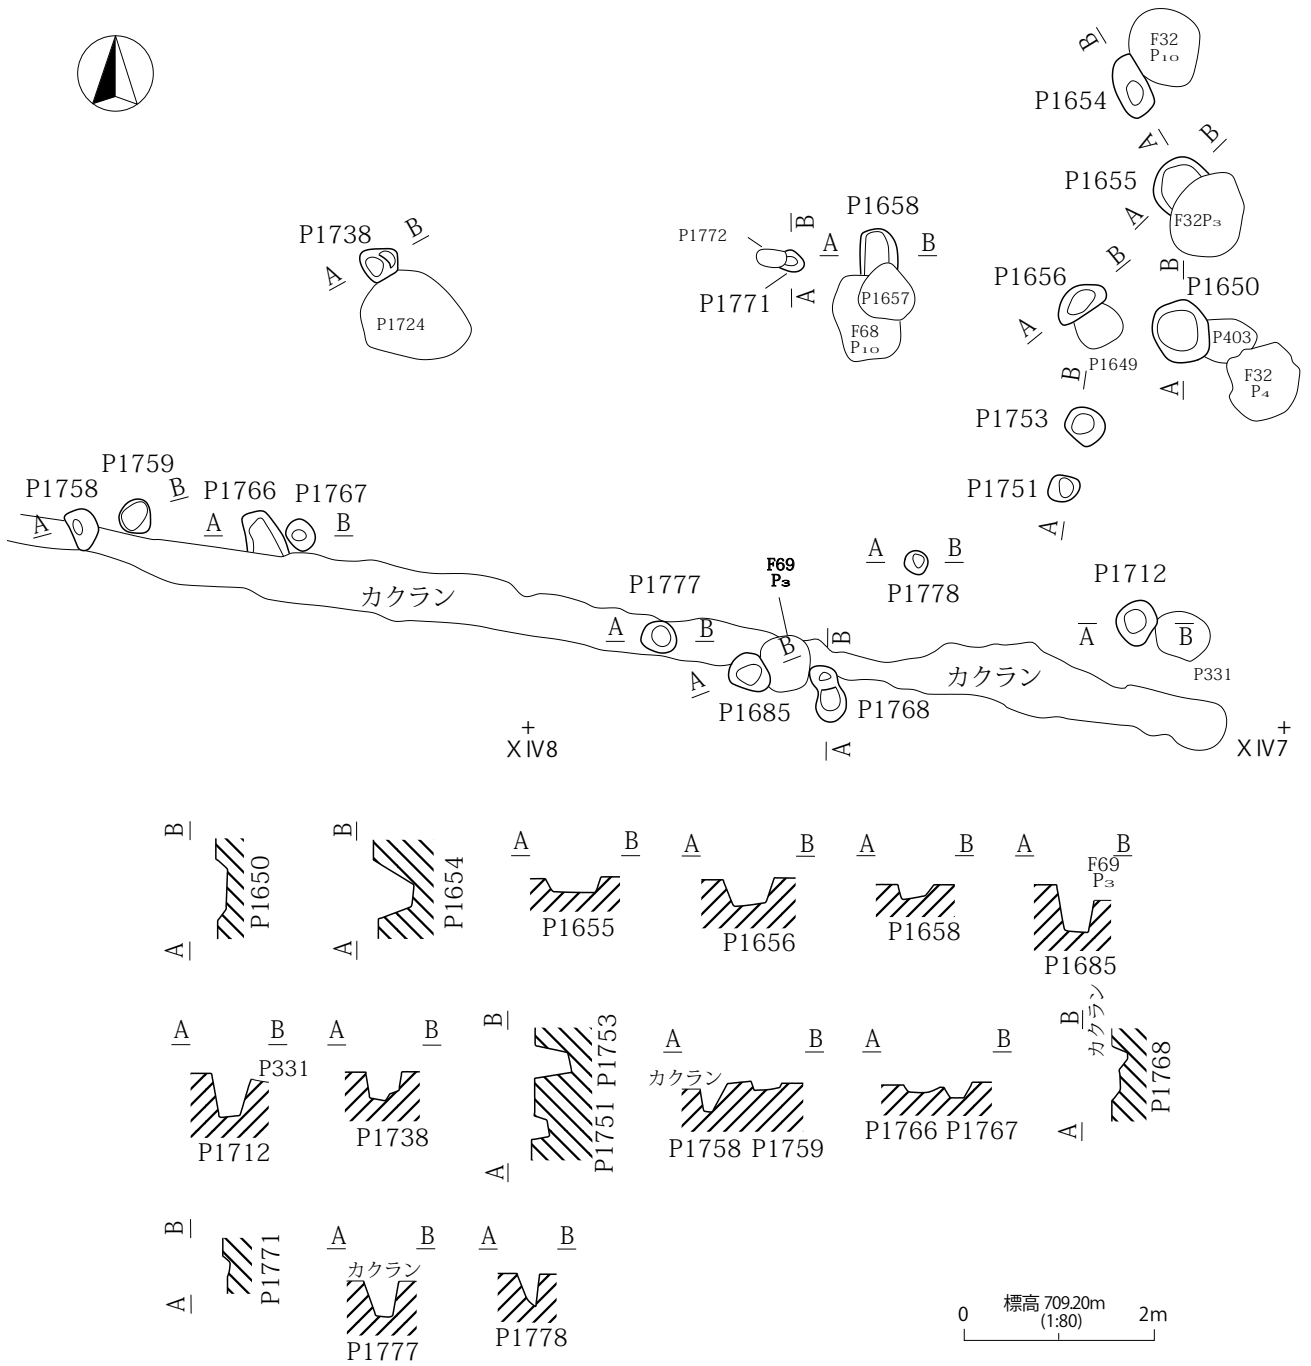 F32
P₁₀
B
P1654
A
B
P1655
F32P₃
A
P1738
B
A
P1724
P1772
B
A
P1771
A
P1658
B
P1657
F68
P₁₀
P1656
B
A
P1649
B
P1650
P403
F32
P₄
A
B
P1753
P1751
A
P1758
P1759
A
B
P1766
P1767
A
B
カクラン
P1777
A
B
F69
P₃
B
A
P1685
B
P1768
A
A
B
P1778
カクラン
P1712
A
B
P331
XⅣ8
XⅣ7
B
A
P1650
B
A
P1654
A
B
P1655
A
B
P1656
A
B
P1658
A
B
F69
P₃
P1685
A
B
P331
P1712
A
B
P1738
B
A
P1751 P1753
A
B
カクラン
P1758 P1759
A
B
P1766 P1767
B
カクラン
A
P1768
B
A
P1771
A
B
カクラン
P1777
A
B
P1778
0
標高 709.20m
(1:80)
2m